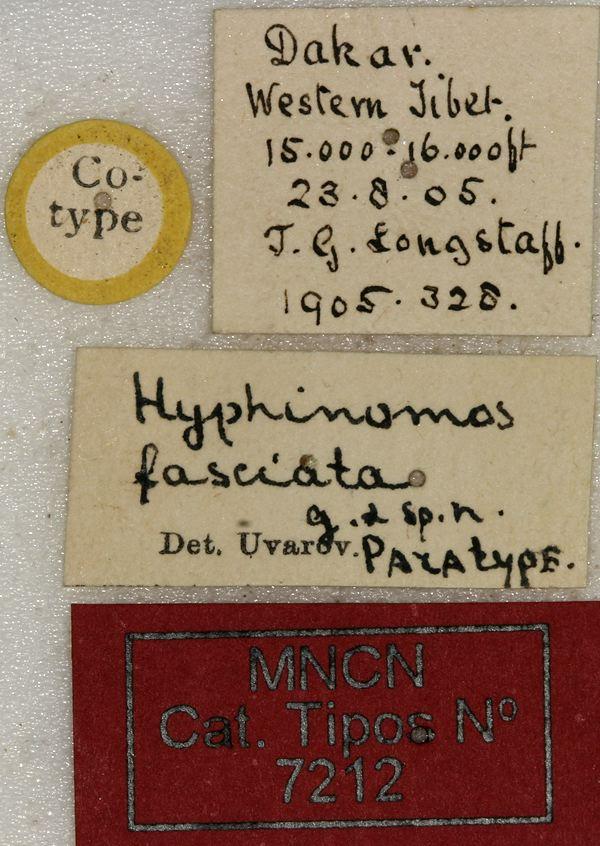 Co-
type
Dakar.
Western Tibet.
15.000-16.000ft
23.8.05.
T. G. Longstaff.
1905.328.
Hyphinomos
fasciata
g. & sp. n.
Det. Uvarov. PARAtypE.
MNCN
Cat. Tipos Nº
7212